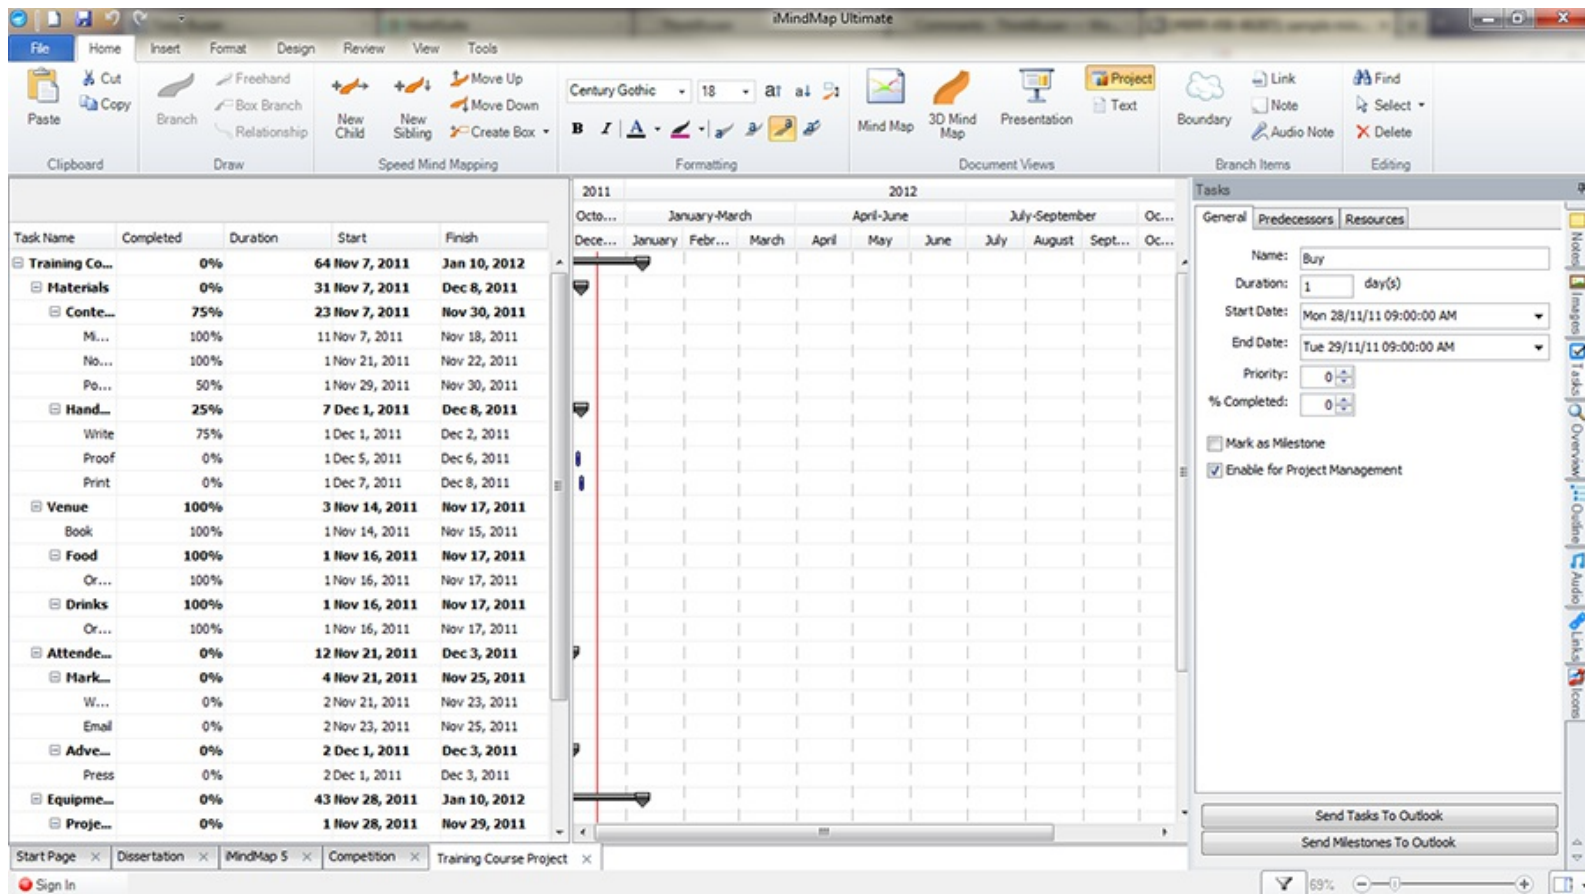 iMindMap Ultimate
File Home Insert Format Design Review View Tools
Paste Cut Copy
Clipboard
Branch Freehand Box Branch Relationship
Draw
New Child New Sibling Move Up Move Down Create Box
Speed Mind Mapping
Century Gothic 18
B I A
Formatting
Mind Map 3D Mind Map Presentation Project Text
Document Views
Boundary Link Note Audio Note
Branch Items
Find Select Delete
Editing
Task Name Completed Duration Start Finish
Training Co... 0% 64 Nov 7, 2011 Jan 10, 2012
Materials 0% 31 Nov 7, 2011 Dec 8, 2011
Conte... 75% 23 Nov 7, 2011 Nov 30, 2011
Mi... 100% 11 Nov 7, 2011 Nov 18, 2011
No... 100% 1 Nov 21, 2011 Nov 22, 2011
Po... 50% 1 Nov 29, 2011 Nov 30, 2011
Hand... 25% 7 Dec 1, 2011 Dec 8, 2011
Write 75% 1 Dec 1, 2011 Dec 2, 2011
Proof 0% 1 Dec 5, 2011 Dec 6, 2011
Print 0% 1 Dec 7, 2011 Dec 8, 2011
Venue 100% 3 Nov 14, 2011 Nov 17, 2011
Book 100% 1 Nov 14, 2011 Nov 15, 2011
Food 100% 1 Nov 16, 2011 Nov 17, 2011
Or... 100% 1 Nov 16, 2011 Nov 17, 2011
Drinks 100% 1 Nov 16, 2011 Nov 17, 2011
Or... 100% 1 Nov 16, 2011 Nov 17, 2011
Attende... 0% 12 Nov 21, 2011 Dec 3, 2011
Mark... 0% 4 Nov 21, 2011 Nov 25, 2011
W... 0% 2 Nov 21, 2011 Nov 23, 2011
Email 0% 2 Nov 23, 2011 Nov 25, 2011
Adve... 0% 2 Dec 1, 2011 Dec 3, 2011
Press 0% 2 Dec 1, 2011 Dec 3, 2011
Equipme... 0% 43 Nov 28, 2011 Jan 10, 2012
Proje... 0% 1 Nov 28, 2011 Nov 29, 2011
2011 2012
Octo... January-March April-June July-September Oc...
Dece... January Febr... March April May June July August Sept... Oc...
Tasks
General Predecessors Resources
Name: Buy
Duration: 1 day(s)
Start Date: Mon 28/11/11 09:00:00 AM
End Date: Tue 29/11/11 09:00:00 AM
Priority: 0
% Completed: 0
Mark as Milestone
Enable for Project Management
Send Tasks To Outlook
Send Milestones To Outlook
Notes
Images
Tasks
Overview
Outline
Audio
Links
Icons
Start Page Dissertation iMindMap 5 Competition Training Course Project
Sign In
69%